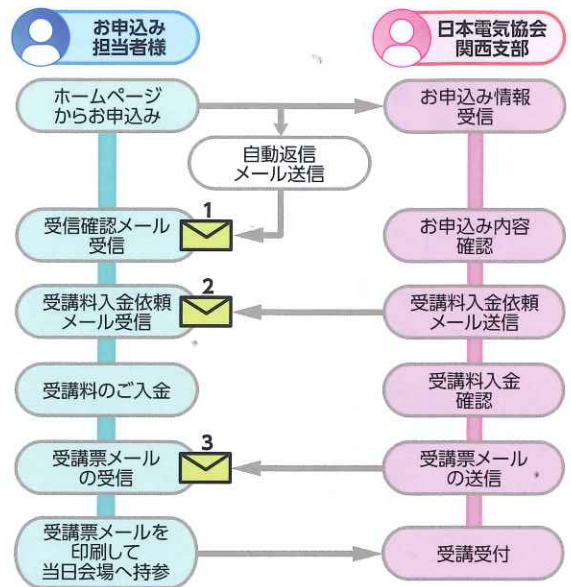 お申込み
担当者様
日本電気協会
関西支部
ホームページ
からお申込み
お申込み情報
受信
自動返信
メール送信
1
受信確認メール
受信
お申込み内容
確認
2
受講料入金依頼
メール受信
受講料入金依頼
メール送信
受講料のご入金
受講料入金
確認
3
受講票メール
の受信
受講票メール
の送信
受講票メールを
印刷して
当日会場へ持参
受講受付